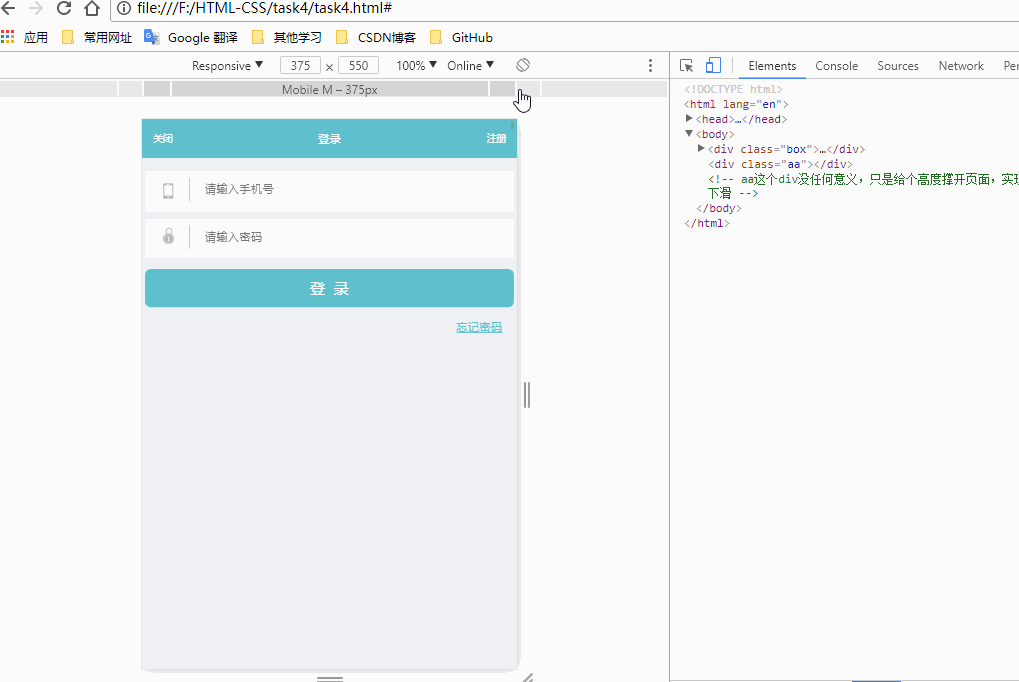 file:///F:/HTML-CSS/task4/task4.html#
应用 常用网址 Google 翻译 其他学习 CSDN博客 GitHub
Responsive ▼ 375 × 550 100% ▼ Online ▼
Elements Console Sources Network Per
Mobile M – 375px
关闭 登录 注册
请输入手机号
请输入密码
登 录
忘记密码
<!DOCTYPE html>
<html lang="en">
<head>…</head>
<body>
<div class="box">…</div>
<div class="aa"></div>
<!-- aa这个div没任何意义，只是给个高度撑开页面，实现
下滑 -->
</body>
</html>